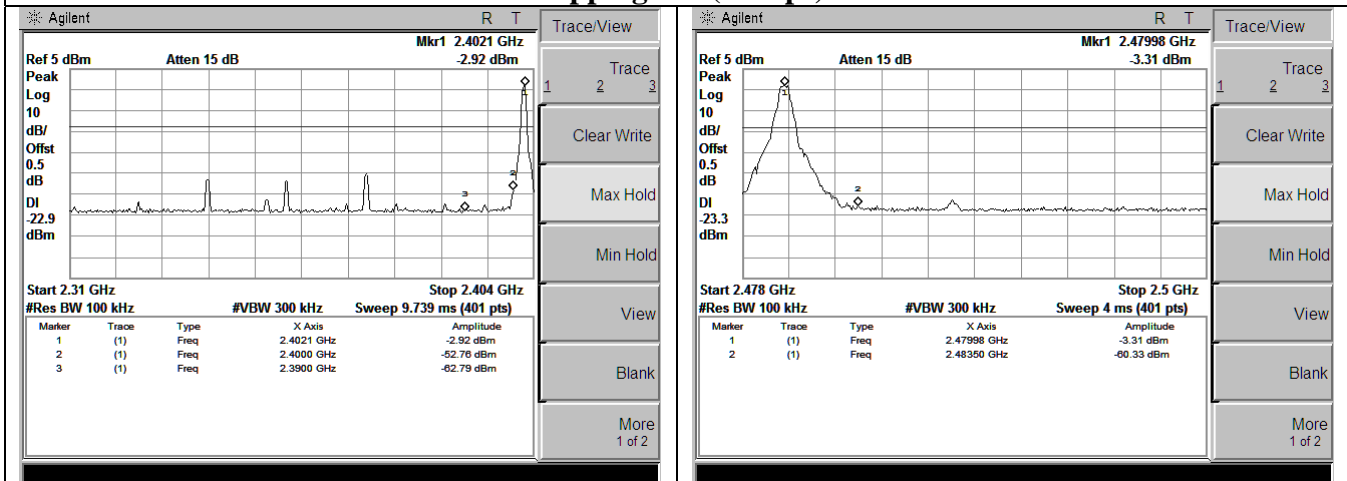 Agilent R T
Mkr1 2.4021 GHz
Ref 5 dBm Atten 15 dB -2.92 dBm
Peak
Log
10
dB/
Offst
0.5
dB
DI
-22.9
dBm
1
2
3
Start 2.31 GHz Stop 2.404 GHz
#Res BW 100 kHz #VBW 300 kHz Sweep 9.739 ms (401 pts)
Marker Trace Type X Axis Amplitude
1 (1) Freq 2.4021 GHz -2.92 dBm
2 (1) Freq 2.4000 GHz -52.76 dBm
3 (1) Freq 2.3900 GHz -62.79 dBm
Trace/View
Trace
1 2 3
Clear Write
Max Hold
Min Hold
View
Blank
More
1 of 2
Agilent R T
Mkr1 2.47998 GHz
Ref 5 dBm Atten 15 dB -3.31 dBm
Peak
Log
10
dB/
Offst
0.5
dB
DI
-23.3
dBm
1
2
Start 2.478 GHz Stop 2.5 GHz
#Res BW 100 kHz #VBW 300 kHz Sweep 4 ms (401 pts)
Marker Trace Type X Axis Amplitude
1 (1) Freq 2.47998 GHz -3.31 dBm
2 (1) Freq 2.48350 GHz -60.33 dBm
Trace/View
Trace
1 2 3
Clear Write
Max Hold
Min Hold
View
Blank
More
1 of 2